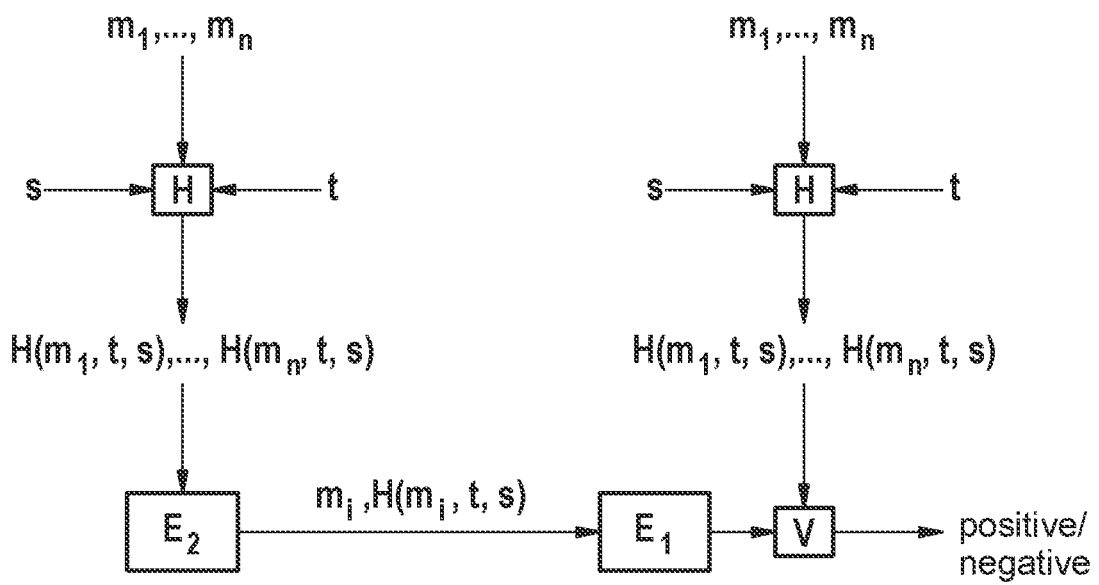 m₁,..., mₙ
m₁,..., mₙ
s H t
s H t
H(m₁, t, s),..., H(mₙ, t, s)
H(m₁, t, s),..., H(mₙ, t, s)
mᵢ ,H(mᵢ, t, s)
E₂
E₁
V
positive/
negative